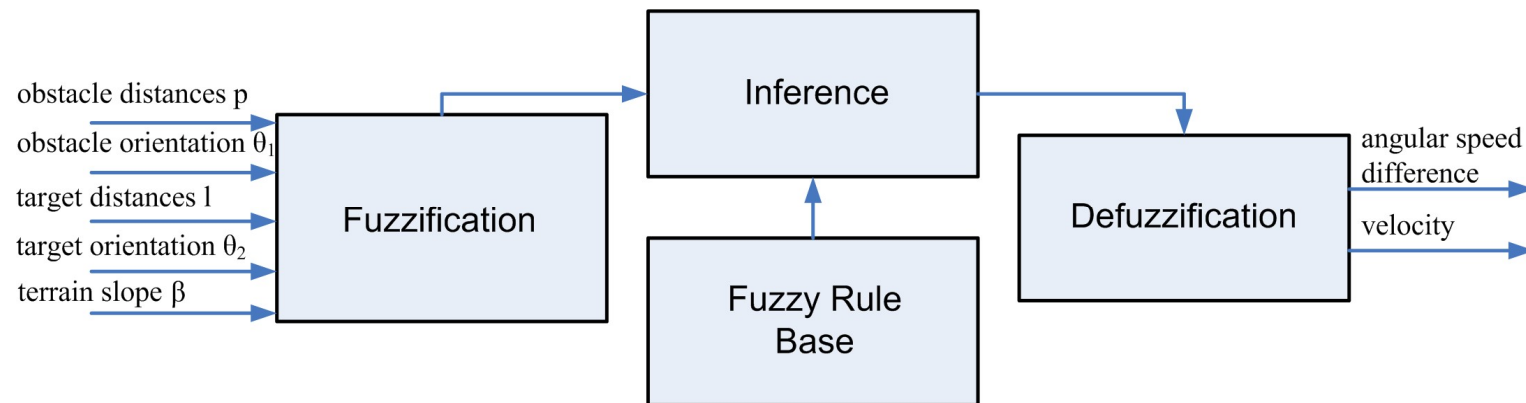 obstacle distances p
obstacle orientation θ₁
target distances l
target orientation θ₂
terrain slope β
Fuzzification
Inference
Fuzzy Rule
Base
Defuzzification
angular speed
difference
velocity